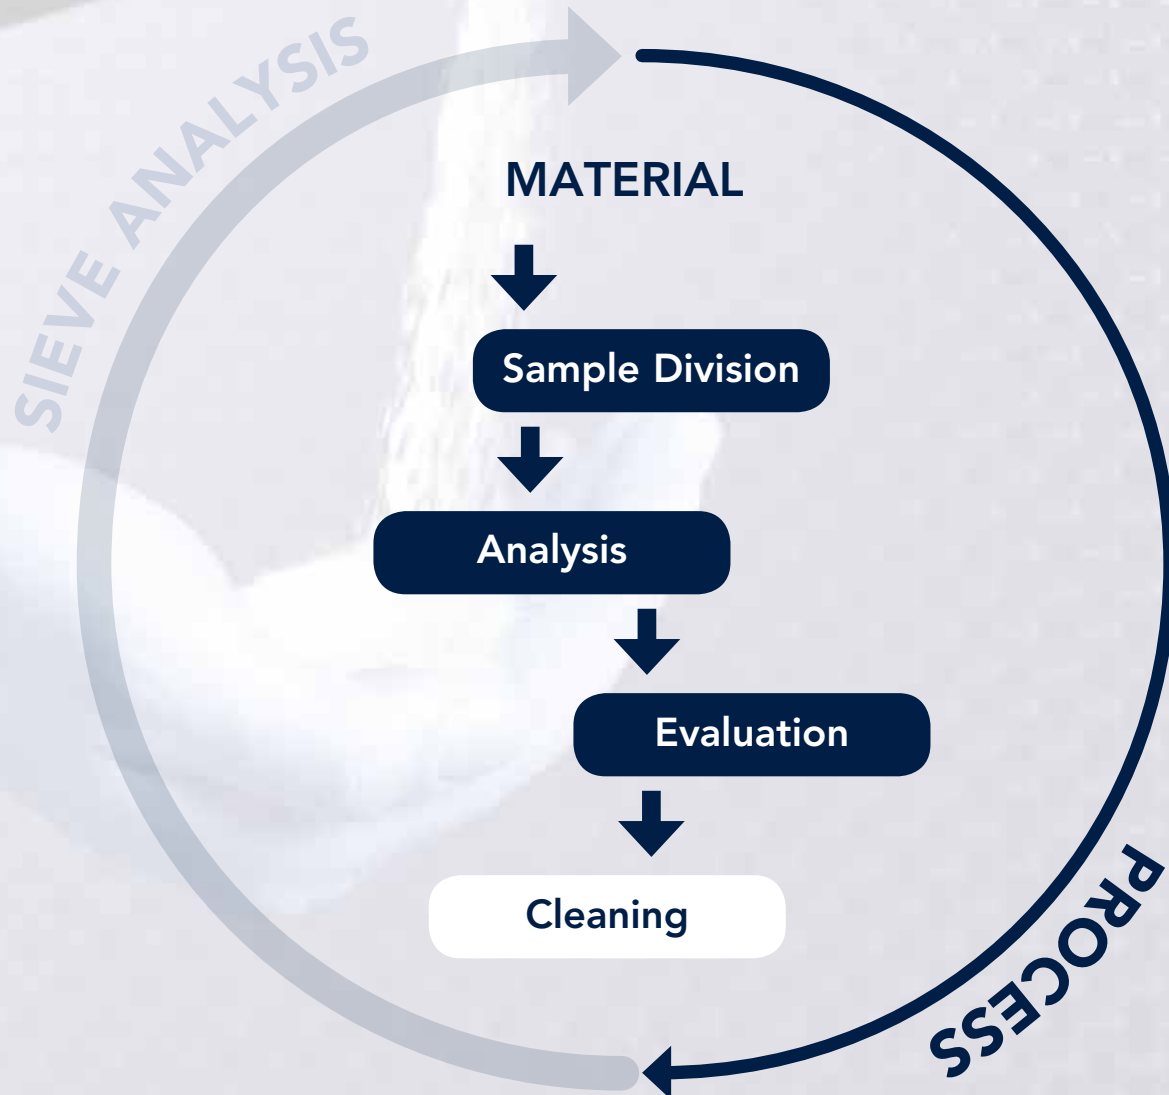 SIEVE ANALYSIS
MATERIAL
Sample Division
Analysis
Evaluation
Cleaning
PROCESS